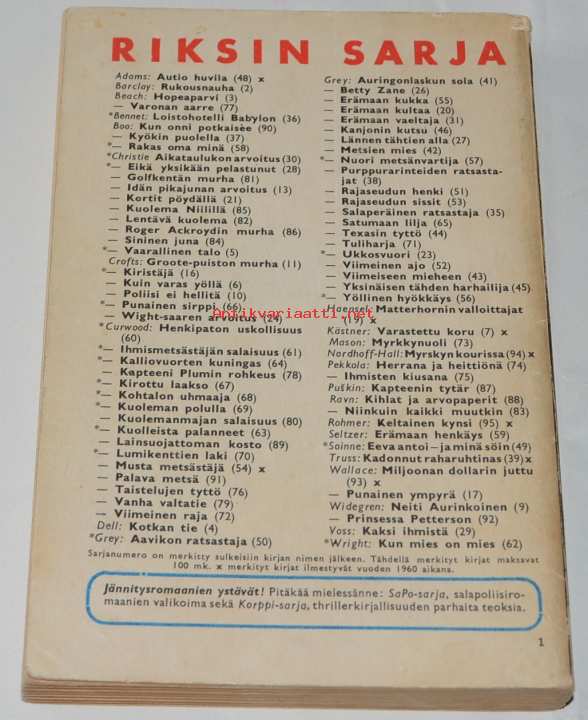 RIKSIN SARJA
Adams: Autio huvila (48) x
Barclay: Rukousnauha (2)
Beach: Hopeaparvi (3)
— Varonan aarre (77)
*Bennet: Loistohotelli Babylon (36)
Boo: Kun onni potkaisee (90)
— Kyökin puolella (37)
*— Rakas oma minä (58)
*Christie Aikataulukon arvoitus (30)
*— Eikä yksikään pelastunut (28)
— Golfkentän murha (81)
— Idän pikajunan arvoitus (13)
— Kortit pöydällä (21)
— Kuolema Niilillä (85)
— Lentävä kuolema (82)
— Roger Ackroydin murha (86)
— Sininen juna (84)
*— Vaarallinen talo (5)
Crofts: Groote-puiston murha (11)
*— Kiristäjä (16)
— Kuin varas yöllä (6)
— Poliisi ei hellitä (10)
*— Punainen sirppi (66)
— Wight-saaren arvoitus (24)
*Curwood: Henkipaton uskollisuus
(60)
*— Ihmismetsästäjän salaisuus (61)
*— Kalliovuorten kuningas (64)
— Kapteeni Plumin rohkeus (78)
*— Kirottu laakso (67)
*— Kohtalon uhmaaja (68)
*— Kuoleman polulla (69)
— Kuolemanmajan salaisuus (80)
*— Kuolleista palanneet (63)
— Lainsuojattoman kosto (89)
*— Lumikenttien laki (70)
— Musta metsästäjä (54) x
— Palava metsä (91)
— Taistelujen tyttö (76)
— Vanha valtatie (79)
— Viimeinen raja (72)
Dell: Kotkan tie (4)
*Grey: Aavikon ratsastaja (50)
Grey: Auringonlaskun sola (41)
— Betty Zane (26)
— Erämaan kukka (55)
— Erämaan kultaa (20)
— Erämaan vaeltaja (31)
— Kanjonin kutsu (46)
— Lännen tähtien alla (27)
— Metsien mies (42)
*— Nuori metsänvartija (57)
— Purppurarinteiden ratsasta-
jat (38)
— Rajaseudun henki (51)
— Rajaseudun sissit (53)
— Salaperäinen ratsastaja (35)
— Satumaan lilja (65)
— Texasin tyttö (44)
— Tuliharja (71)
*— Ukkosvuori (23)
— Viimeinen ajo (52)
— Viimeiseen mieheen (43)
— Yksinäisen tähden harhailija (45)
*— Yöllinen hyökkäys (56)
Haensel: Matterhornin valloittajat
(19) x
Kästner: Varastettu koru (7) x
Mason: Myrkkynuoli (73)
Nordhoff-Hall: Myrskyn kourissa (94) x
Pekkola: Herrana ja heittiönä (74)
— Ihmisten kiusana (75)
Puškin: Kapteenin tytär (87)
Ravn: Kihlat ja arvopaperit (88)
— Niinkuin kaikki muutkin (83)
Rohmer: Keltainen kynsi (95) x
Seltzer: Erämaan henkäys (59)
*Soinne: Eeva antoi — ja minä söin (49)
Truss: Kadonnut raharuhtinas (39) x
Wallace: Miljoonan dollarin juttu
(93) x
— Punainen ympyrä (17)
Widegren: Neiti Aurinkoinen (9)
— Prinsessa Petterson (92)
Voss: Kaksi ihmistä (29)
*Wright: Kun mies on mies (62)
Antikvariaatti.net
Sarjanumero on merkitty sulkeisiin kirjan nimen jälkeen. Tähdellä merkityt kirjat maksavat
100 mk. x merkityt kirjat ilmestyvät vuoden 1960 aikana.
Jännitysromaanien ystävät! Pitäkää mielessänne: SaPo-sarja, salapoliisiro-
maanien valikoima sekä Korppi-sarja, thrillerkirjallisuuden parhaita teoksia.
1